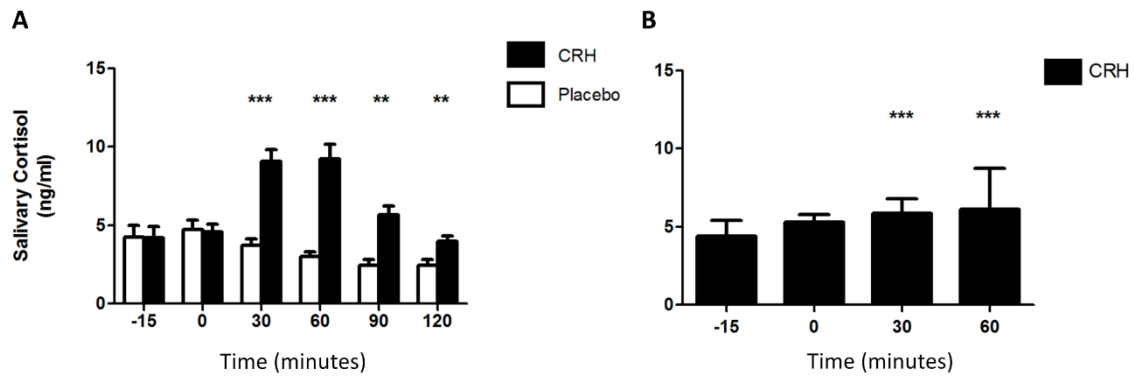 A
B
CRH
Placebo
CRH
Salivary Cortisol
(ng/ml)
15
10
5
0
*** *** ** **
-15 0 30 60 90 120
Time (minutes)
15
10
5
0
*** ***
-15 0 30 60
Time (minutes)